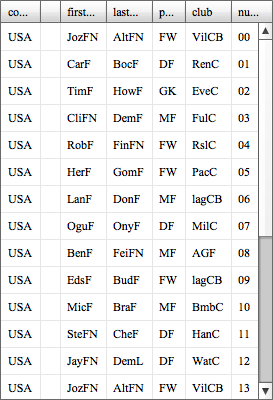 co... first... last... p... club nu...
USA JozFN AltFN FW VilCB 00
USA CarF BocF DF RenC 01
USA TimF HowF GK EveC 02
USA CliFN DemF MF FulC 03
USA RobF FinFN FW RslC 04
USA HerF GomF FW PacC 05
USA LanF DonF MF lagCB 06
USA OguF OnyF DF MilC 07
USA BenF FeiFN MF AGF 08
USA EdsF BudF FW lagCB 09
USA MicF BraF MF BmbC 10
USA SteFN CheF DF HanC 11
USA JayFN DemL DF WatC 12
USA JozFN AltFN FW VilCB 13